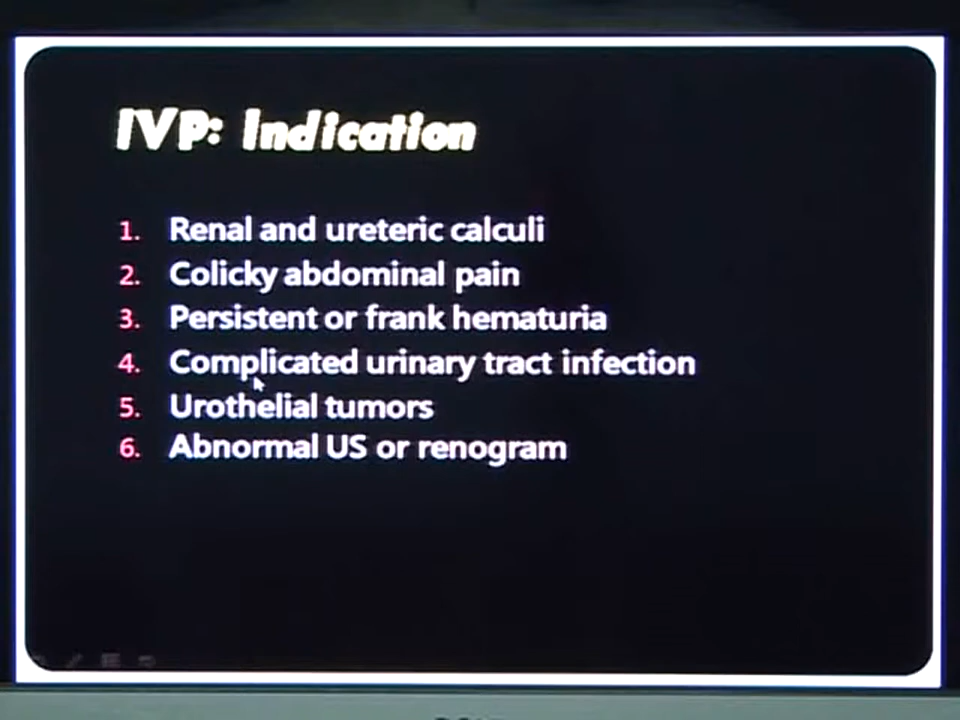 IVP: Indication
1. Renal and ureteric calculi
2. Colicky abdominal pain
3. Persistent or frank hematuria
4. Complicated urinary tract infection
5. Urothelial tumors
6. Abnormal US or renogram